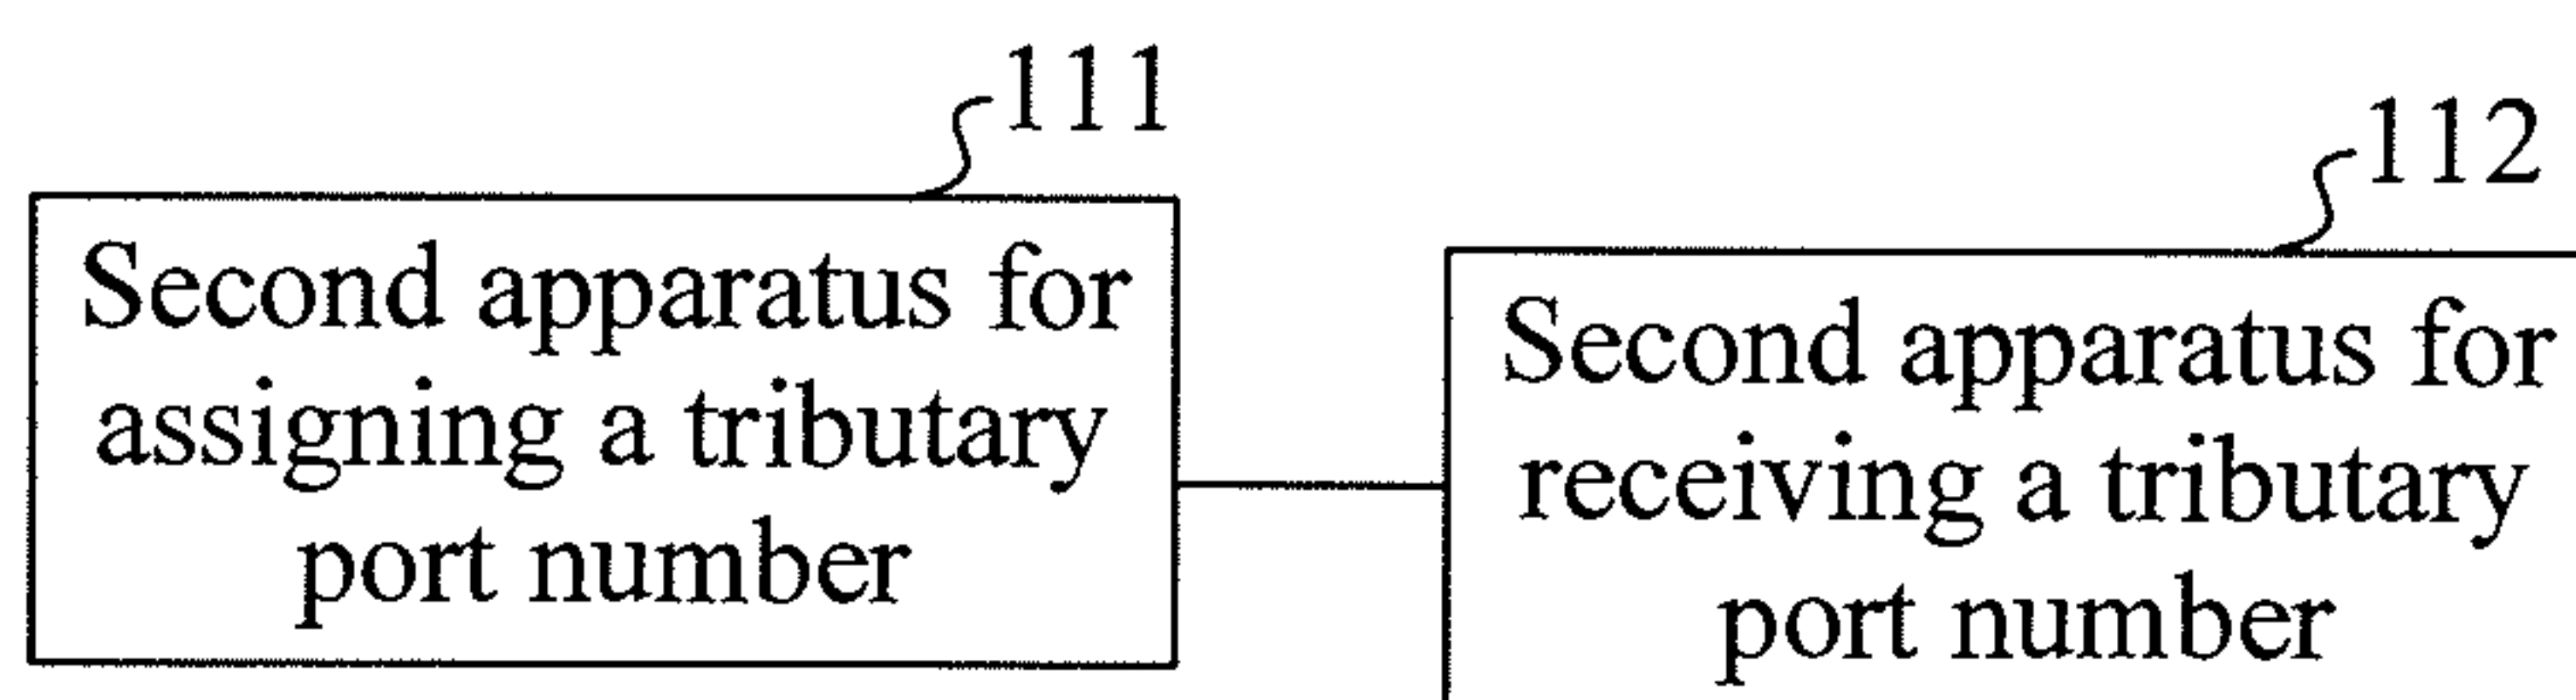 111
Second apparatus for
assigning a tributary
port number
112
Second apparatus for
receiving a tributary
port number